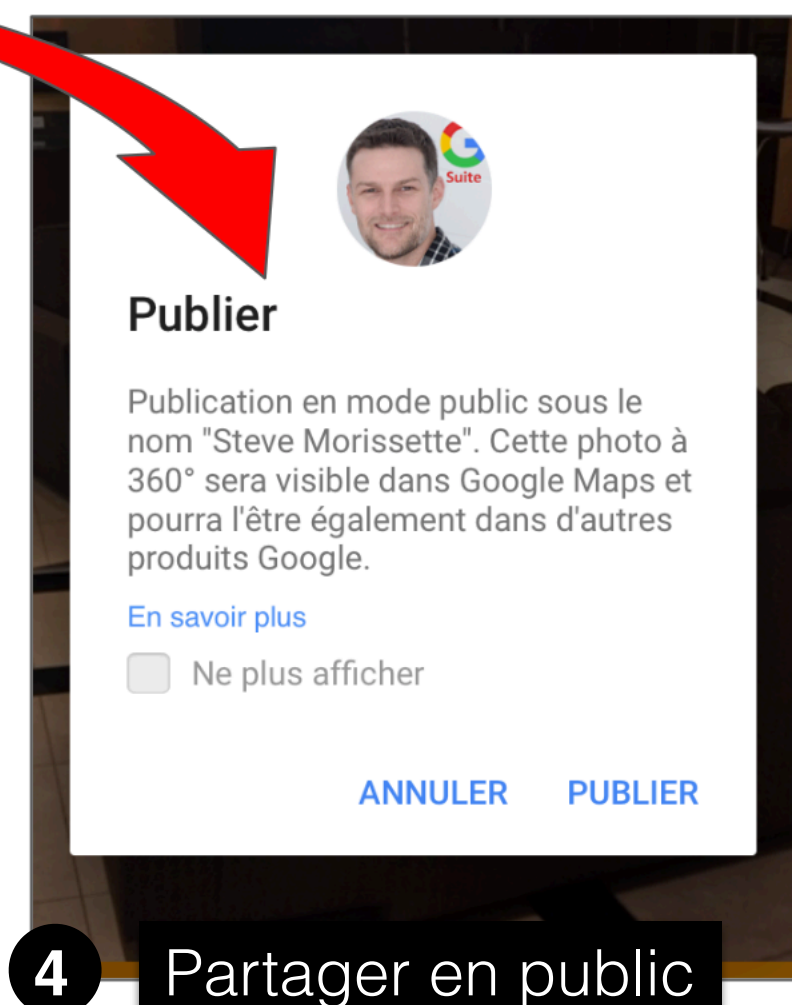 Suite
Publier
Publication en mode public sous le
nom "Steve Morissette". Cette photo à
360° sera visible dans Google Maps et
pourra l'être également dans d'autres
produits Google.
En savoir plus
Ne plus afficher
ANNULER PUBLIER
4 Partager en public